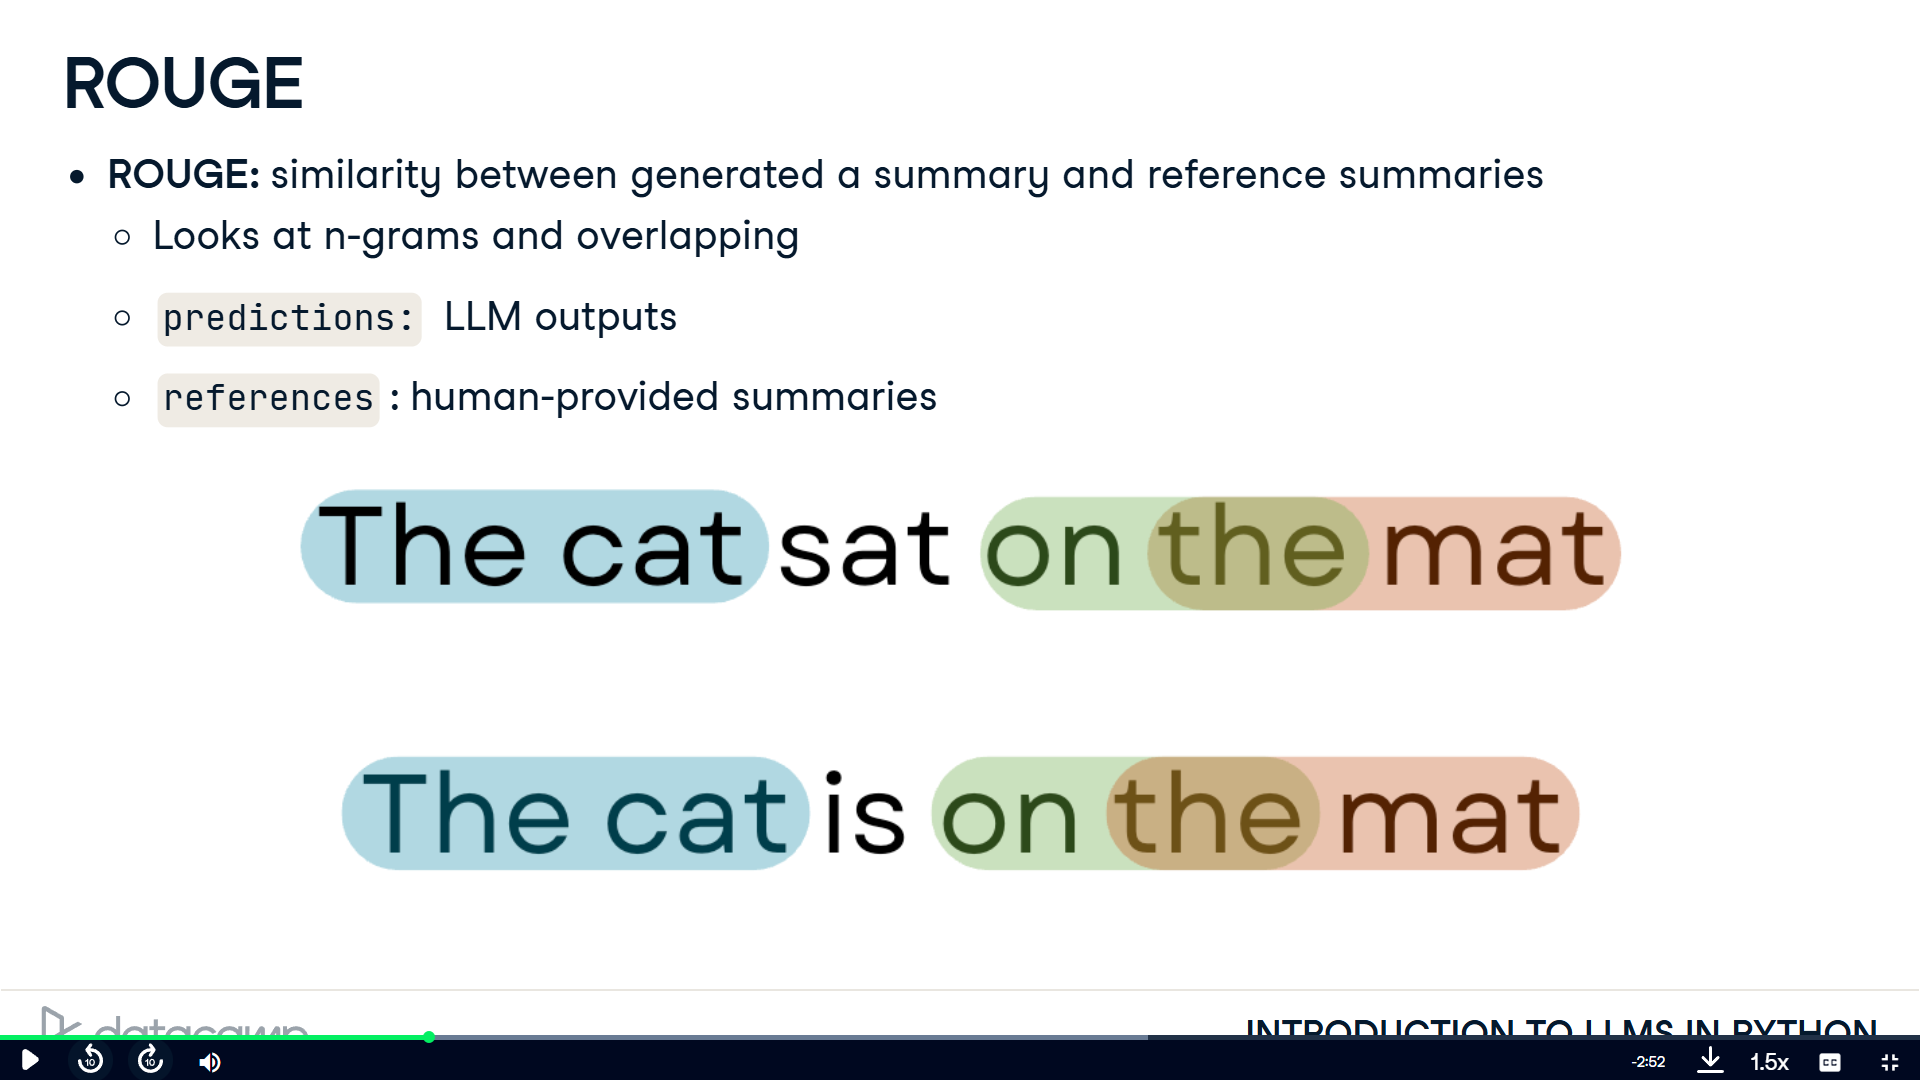 ROUGE
• ROUGE: similarity between generated a summary and reference summaries
○ Looks at n-grams and overlapping
○ predictions: LLM outputs
○ references : human-provided summaries
The cat sat on the mat
The cat is on the mat
datacamp
INTRODUCTION TO LLMS IN PYTHON
10 10 -2:52 1.5x CC